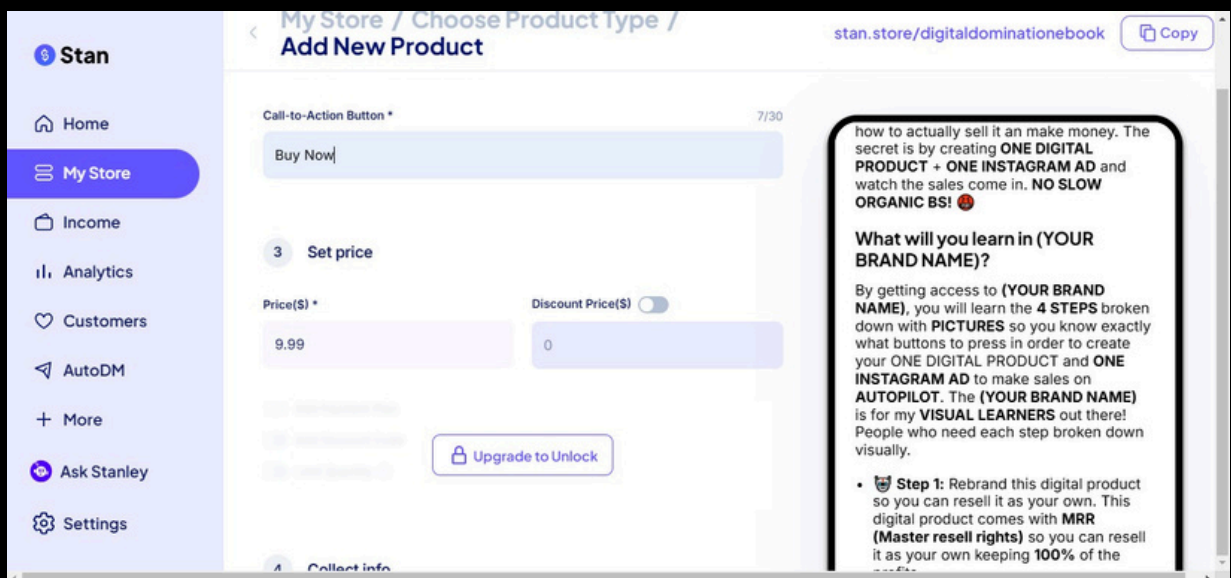 Stan
Home
My Store
Income
Analytics
Customers
AutoDM
More
Ask Stanley
Settings
My Store / Choose Product Type /
Add New Product
stan.store/digitaldominationebook
Copy
Call-to-Action Button *
7/30
Buy Now
3 Set price
Price($) *
Discount Price($)
9.99
0
Upgrade to Unlock
4 Collect info
how to actually sell it an make money. The
secret is by creating ONE DIGITAL
PRODUCT + ONE INSTAGRAM AD and
watch the sales come in. NO SLOW
ORGANIC BS!
What will you learn in (YOUR
BRAND NAME)?
By getting access to (YOUR BRAND
NAME), you will learn the 4 STEPS broken
down with PICTURES so you know exactly
what buttons to press in order to create
your ONE DIGITAL PRODUCT and ONE
INSTAGRAM AD to make sales on
AUTOPILOT. The (YOUR BRAND NAME)
is for my VISUAL LEARNERS out there!
People who need each step broken down
visually.
• Step 1: Rebrand this digital product
so you can resell it as your own. This
digital product comes with MRR
(Master resell rights) so you can resell
it as your own keeping 100% of the